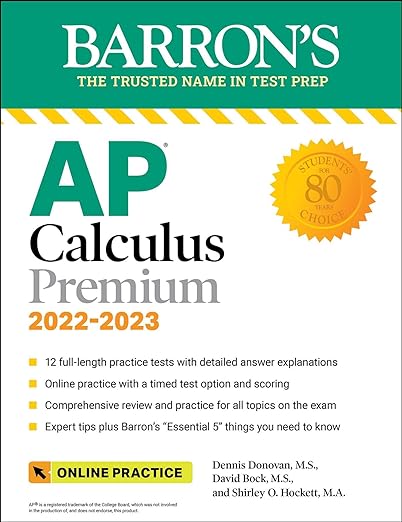 BARRON'S
THE TRUSTED NAME IN TEST PREP
AP®
Calculus
Premium
2022-2023
STUDENTS'
FOR
80
YEARS
CHOICE
12 full-length practice tests with detailed answer explanations
Online practice with a timed test option and scoring
Comprehensive review and practice for all topics on the exam
Expert tips plus Barron's “Essential 5” things you need to know
ONLINE PRACTICE
Dennis Donovan, M.S.,
David Bock, M.S.,
and Shirley O. Hockett, M.A.
AP® is a registered trademark of the College Board, which was not involved
in the production of, and does not endorse, this product.